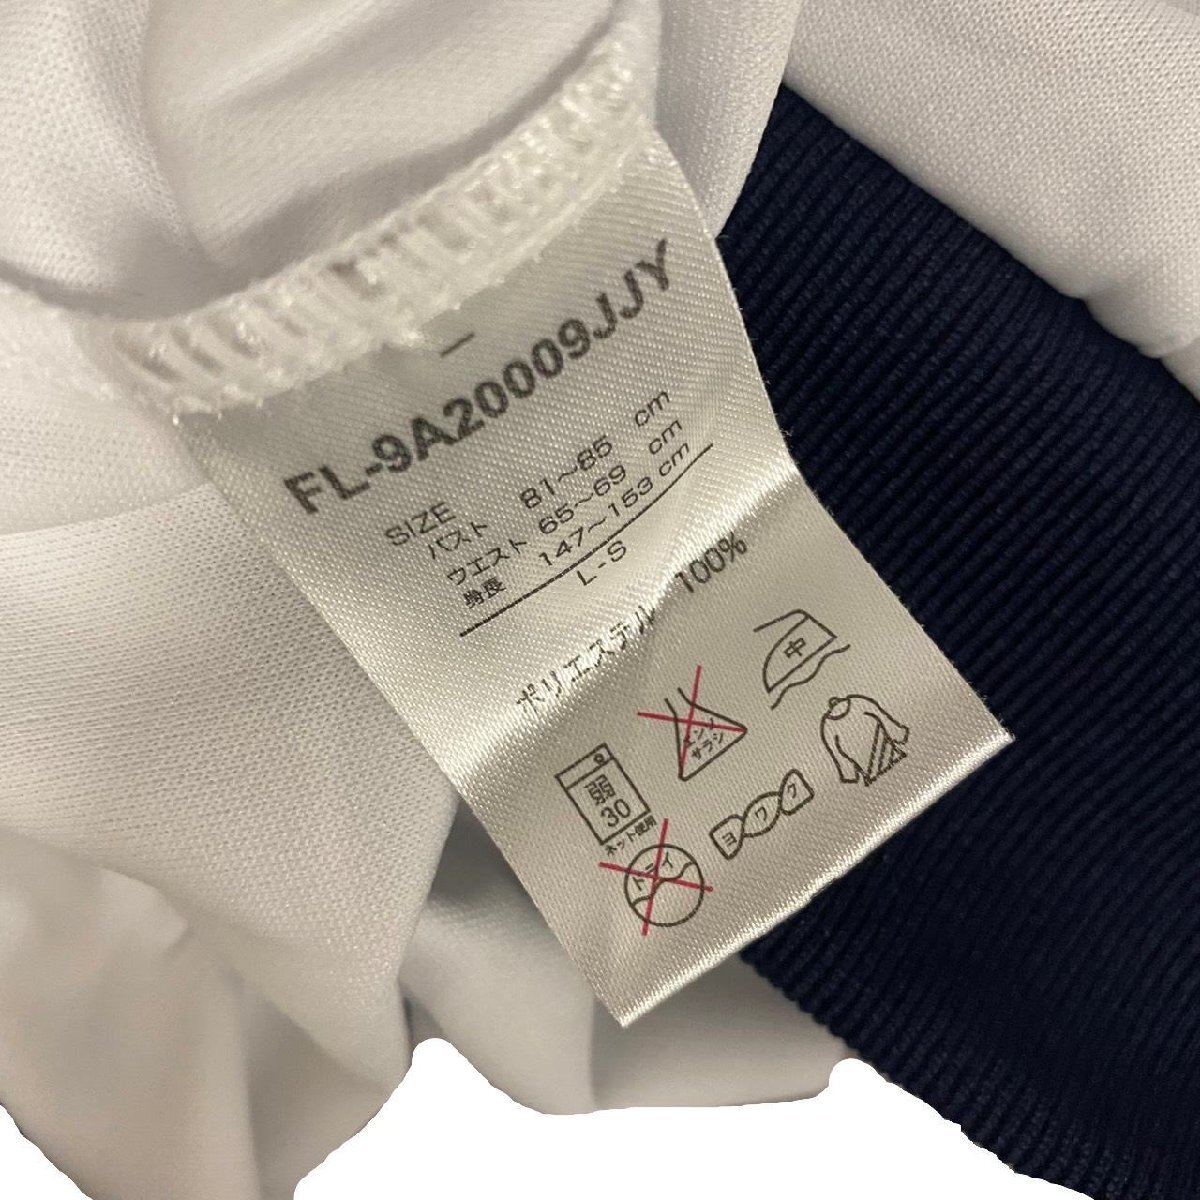 FL-9A20009JJY
SIZE
バスト 81~85 cm
ウエスト 65~69 cm
身長 147~153 cm
L-S
ポリエステル 100%
中
エンソ
サラシ
弱
30
ネット使用
ヨワク
ドライ